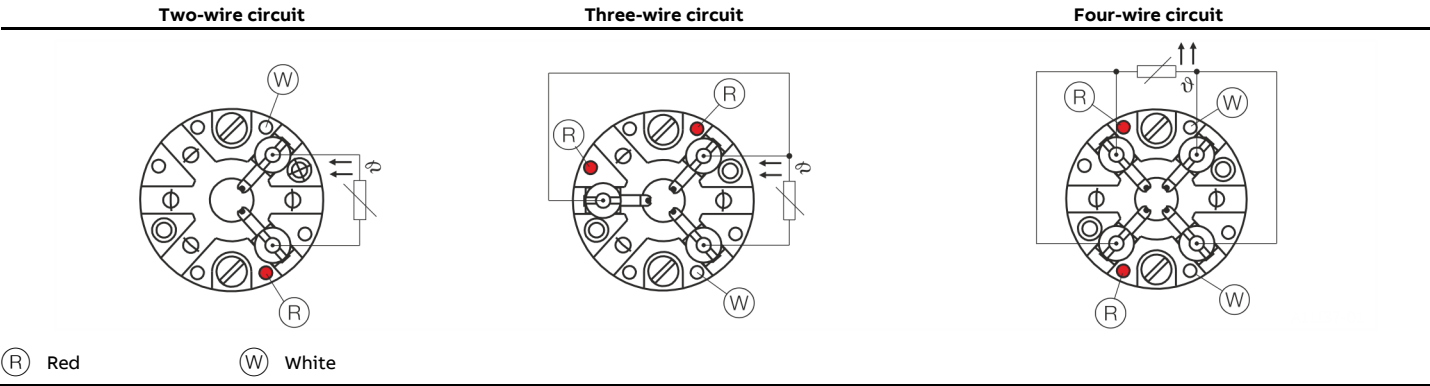 Two-wire circuit Three-wire circuit Four-wire circuit
W ϑ R
R R ϑ W
R W ϑ R W
R Red W White